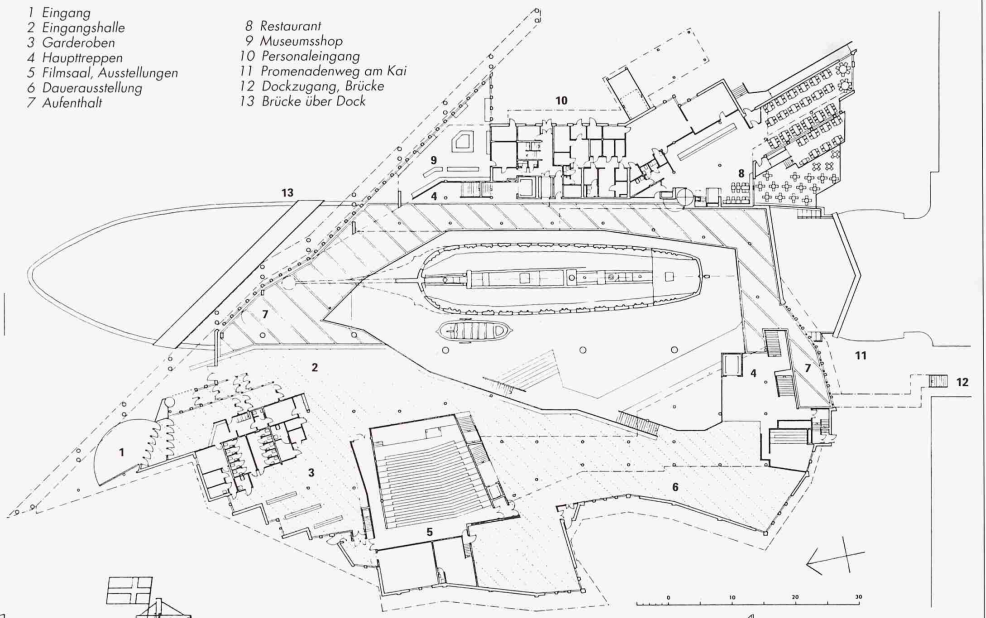 1 Eingang
2 Eingangshalle
3 Garderoben
4 Haupttreppen
5 Filmsaal, Ausstellungen
6 Dauerausstellung
7 Aufenthalt
8 Restaurant
9 Museumsshop
10 Personaleingang
11 Promenadenweg am Kai
12 Dockzugang, Brücke
13 Brücke über Dock
10
9
8
4
13
7
11
2
4
7
12
1
3
6
5
0 10 20 30